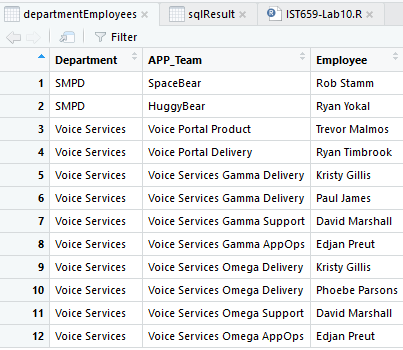 departmentEmployees sqlResult IST659-Lab10.R
Filter
Department APP_Team Employee
1 SMPD SpaceBear Rob Stamm
2 SMPD HuggyBear Ryan Yokal
3 Voice Services Voice Portal Product Trevor Malmos
4 Voice Services Voice Portal Delivery Ryan Timbrook
5 Voice Services Voice Services Gamma Delivery Kristy Gillis
6 Voice Services Voice Services Gamma Delivery Paul James
7 Voice Services Voice Services Gamma Support David Marshall
8 Voice Services Voice Services Gamma AppOps Edjan Preut
9 Voice Services Voice Services Omega Delivery Kristy Gillis
10 Voice Services Voice Services Omega Delivery Phoebe Parsons
11 Voice Services Voice Services Omega Support David Marshall
12 Voice Services Voice Services Omega AppOps Edjan Preut